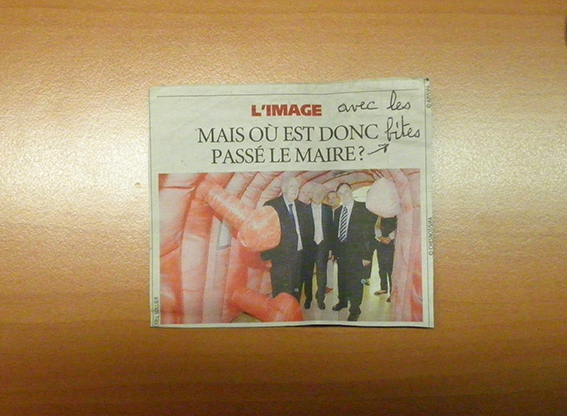 L'IMAGE avec les
MAIS OÙ EST DONC bites
PASSÉ LE MAIRE?